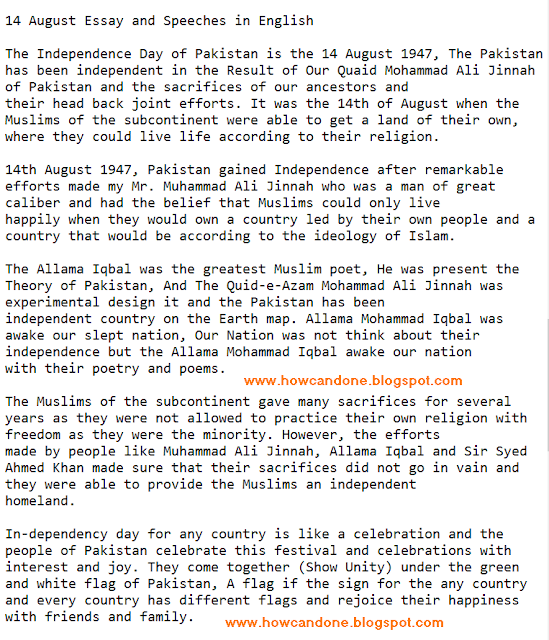 14 August Essay and Speeches in English
The Independence Day of Pakistan is the 14 August 1947, The Pakistan
has been independent in the Result of Our Quaid Mohammad Ali Jinnah
of Pakistan and the sacrifices of our ancestors and
their head back joint efforts. It was the 14th of August when the
Muslims of the subcontinent were able to get a land of their own,
where they could live life according to their religion.
14th August 1947, Pakistan gained Independence after remarkable
efforts made my Mr. Muhammad Ali Jinnah who was a man of great
caliber and had the belief that Muslims could only live
happily when they would own a country led by their own people and a
country that would be according to the ideology of Islam.
The Allama Iqbal was the greatest Muslim poet, He was present the
Theory of Pakistan, And The Quid-e-Azam Mohammad Ali Jinnah was
experimental design it and the Pakistan has been
independent country on the Earth map. Allama Mohammad Iqbal was
awake our slept nation, Our Nation was not think about their
independence but the Allama Mohammad Iqbal awake our nation
with their poetry and poems.
www.howcandone.blogspot.com
The Muslims of the subcontinent gave many sacrifices for several
years as they were not allowed to practice their own religion with
freedom as they were the minority. However, the efforts
made by people like Muhammad Ali Jinnah, Allama Iqbal and Sir Syed
Ahmed Khan made sure that their sacrifices did not go in vain and
they were able to provide the Muslims an independent
homeland.
In-dependency day for any country is like a celebration and the
people of Pakistan celebrate this festival and celebrations with
interest and joy. They come together (Show Unity) under the green
and white flag of Pakistan, A flag if the sign for the any country
and every country has different flags and rejoice their happiness
with friends and family.
www.howcandone.blogspot.com